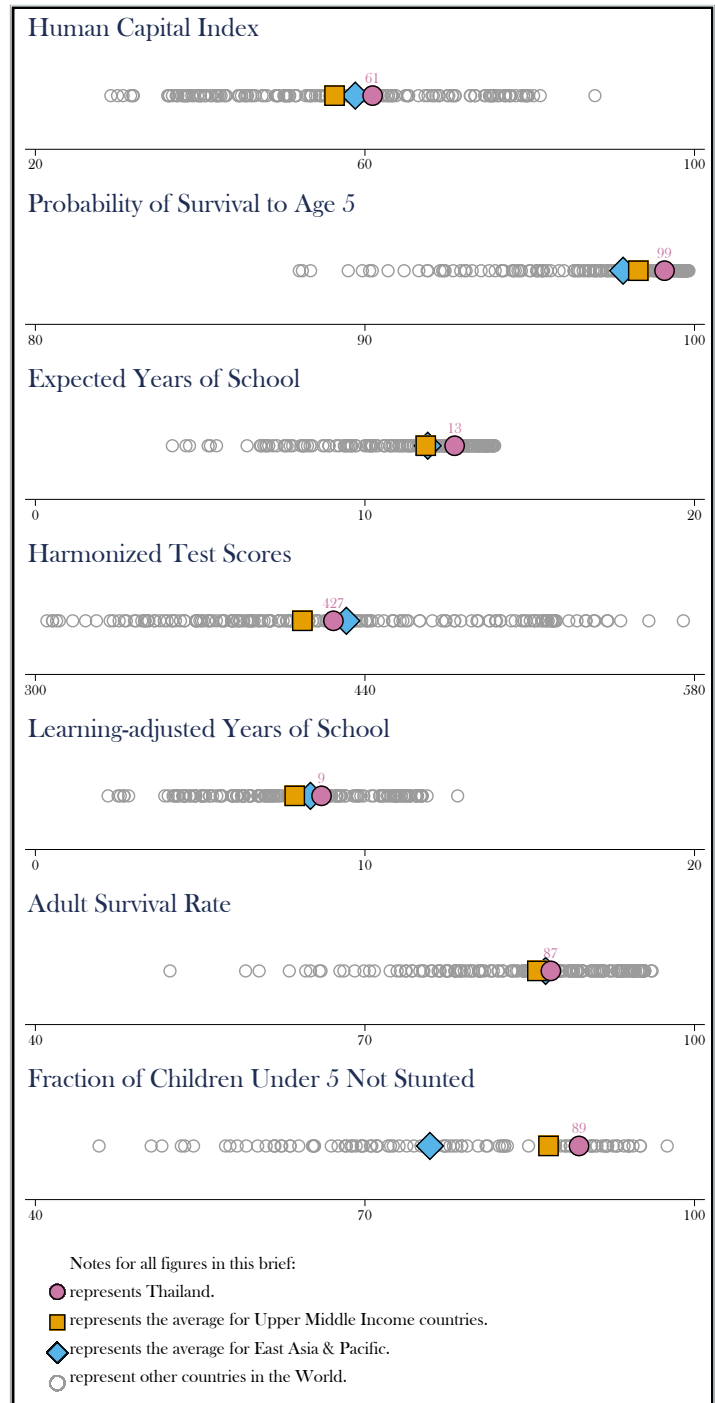 Human Capital Index
61
20 60 100
Probability of Survival to Age 5
99
80 90 100
Expected Years of School
13
0 10 20
Harmonized Test Scores
427
300 440 580
Learning-adjusted Years of School
9
0 10 20
Adult Survival Rate
87
40 70 100
Fraction of Children Under 5 Not Stunted
89
40 70 100
Notes for all figures in this brief:
represents Thailand.
represents the average for Upper Middle Income countries.
represents the average for East Asia & Pacific.
represent other countries in the World.